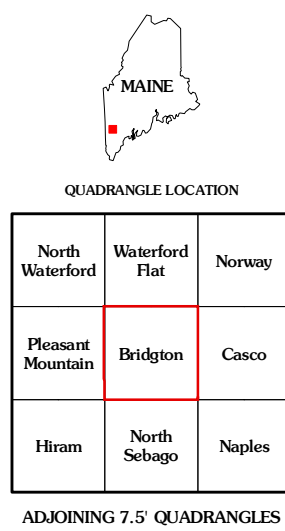 MAINE
QUADRANGLE LOCATION
North
Waterford
Waterford
Flat
Norway
Pleasant
Mountain
Bridgton
Casco
Hiram
North
Sebago
Naples
ADJOINING 7.5' QUADRANGLES